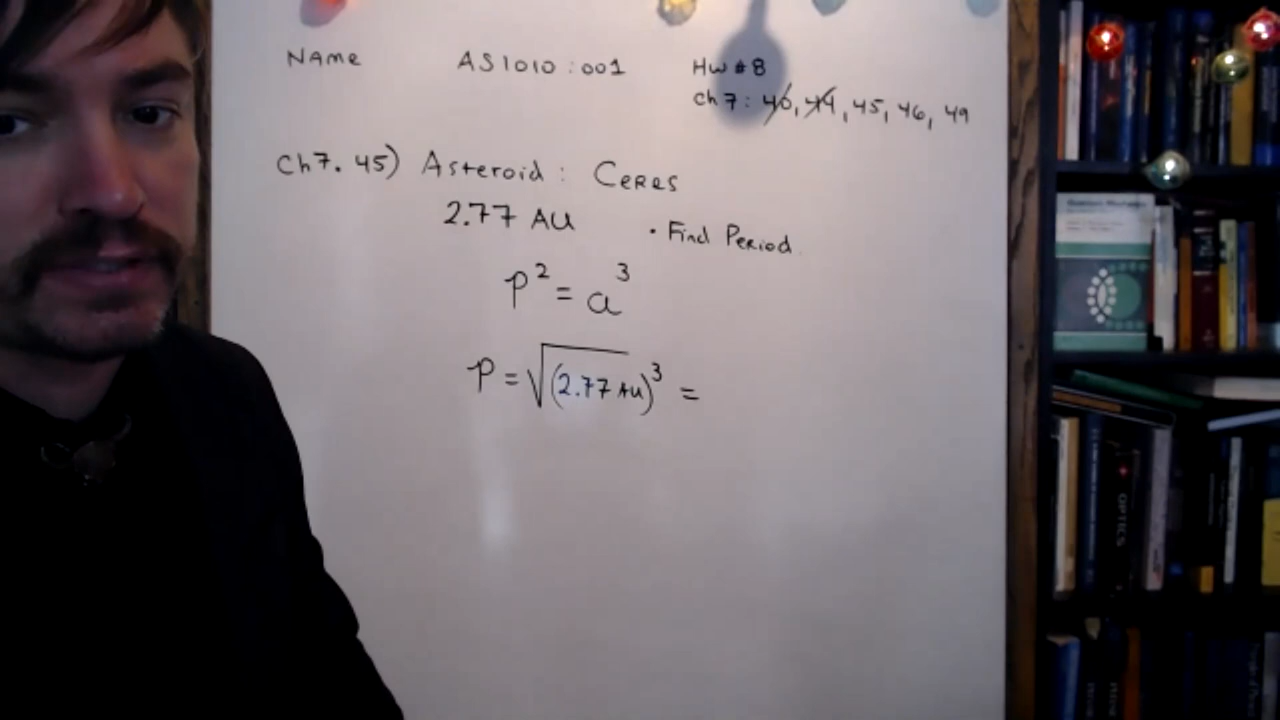 Name AS1010:001 Hw#8
Ch7: 40, 44, 45, 46, 49
Ch7. 45) Asteroid: Ceres
2.77 AU • Find Period.
P² = a³
P = √(2.77 AU)³ =
OPTICS